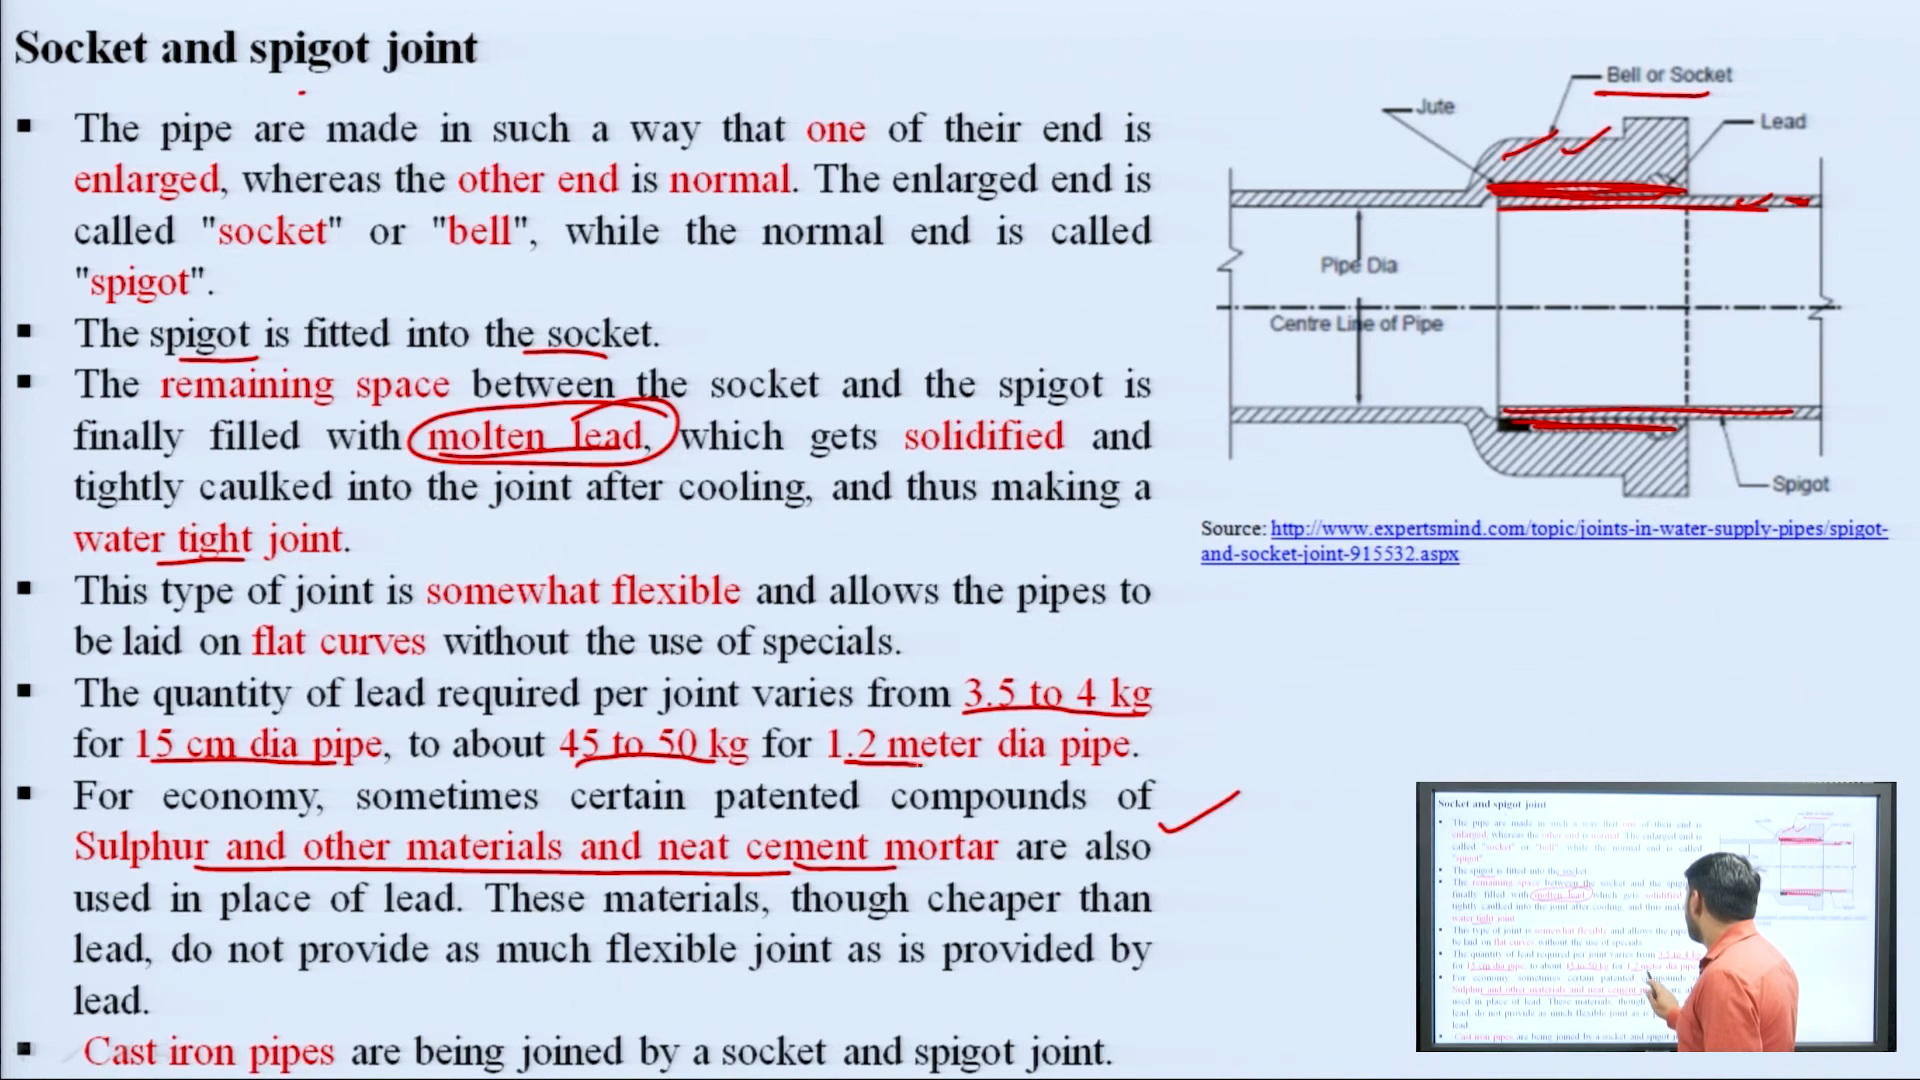 Socket and spigot joint
▪ The pipe are made in such a way that one of their end is
enlarged, whereas the other end is normal. The enlarged end is
called "socket" or "bell", while the normal end is called
"spigot".
▪ The spigot is fitted into the socket.
▪ The remaining space between the socket and the spigot is
finally filled with molten lead, which gets solidified and
tightly caulked into the joint after cooling, and thus making a
water tight joint.
▪ This type of joint is somewhat flexible and allows the pipes to
be laid on flat curves without the use of specials.
▪ The quantity of lead required per joint varies from 3.5 to 4 kg
for 15 cm dia pipe, to about 45 to 50 kg for 1.2 meter dia pipe.
▪ For economy, sometimes certain patented compounds of
Sulphur and other materials and neat cement mortar are also
used in place of lead. These materials, though cheaper than
lead, do not provide as much flexible joint as is provided by
lead.
▪ Cast iron pipes are being joined by a socket and spigot joint.
Bell or Socket
Jute
Lead
Pipe Dia
Centre Line of Pipe
Spigot
Source: http://www.expertsmind.com/topic/joints-in-water-supply-pipes/spigot-
and-socket-joint-915532.aspx
Socket and spigot joint